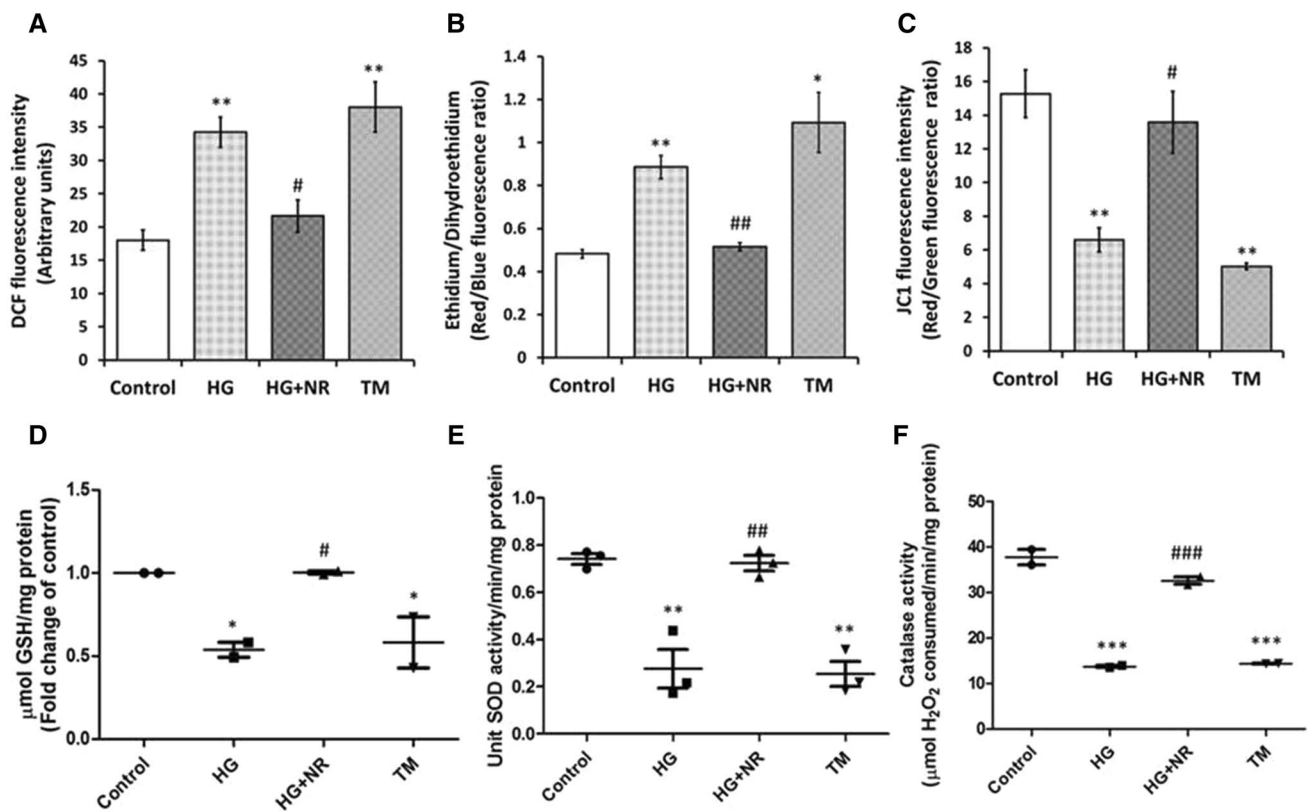 A
DCF fluorescence intensity
(Arbitrary units)
45
40
35
30
25
20
15
10
5
0
**
#
**
Control HG HG+NR TM
B
Ethidium/Dihydroethidium
(Red/Blue fluorescence ratio)
1.4
1.2
1
0.8
0.6
0.4
0.2
0
**
##
*
Control HG HG+NR TM
C
JC1 fluorescence intensity
(Red/Green fluorescence ratio)
18
16
14
12
10
8
6
4
2
0
**
#
**
Control HG HG+NR TM
D
µmol GSH/mg protein
(Fold change of control)
1.5
1.0
0.5
0.0
*
#
*
Control HG HG+NR TM
E
Unit SOD activity/min/mg protein
1.0
0.8
0.6
0.4
0.2
0.0
**
##
**
Control HG HG+NR TM
F
Catalase activity
(µmol H₂O₂ consumed/min/mg protein)
50
40
30
20
10
0
***
###
***
Control HG HG+NR TM